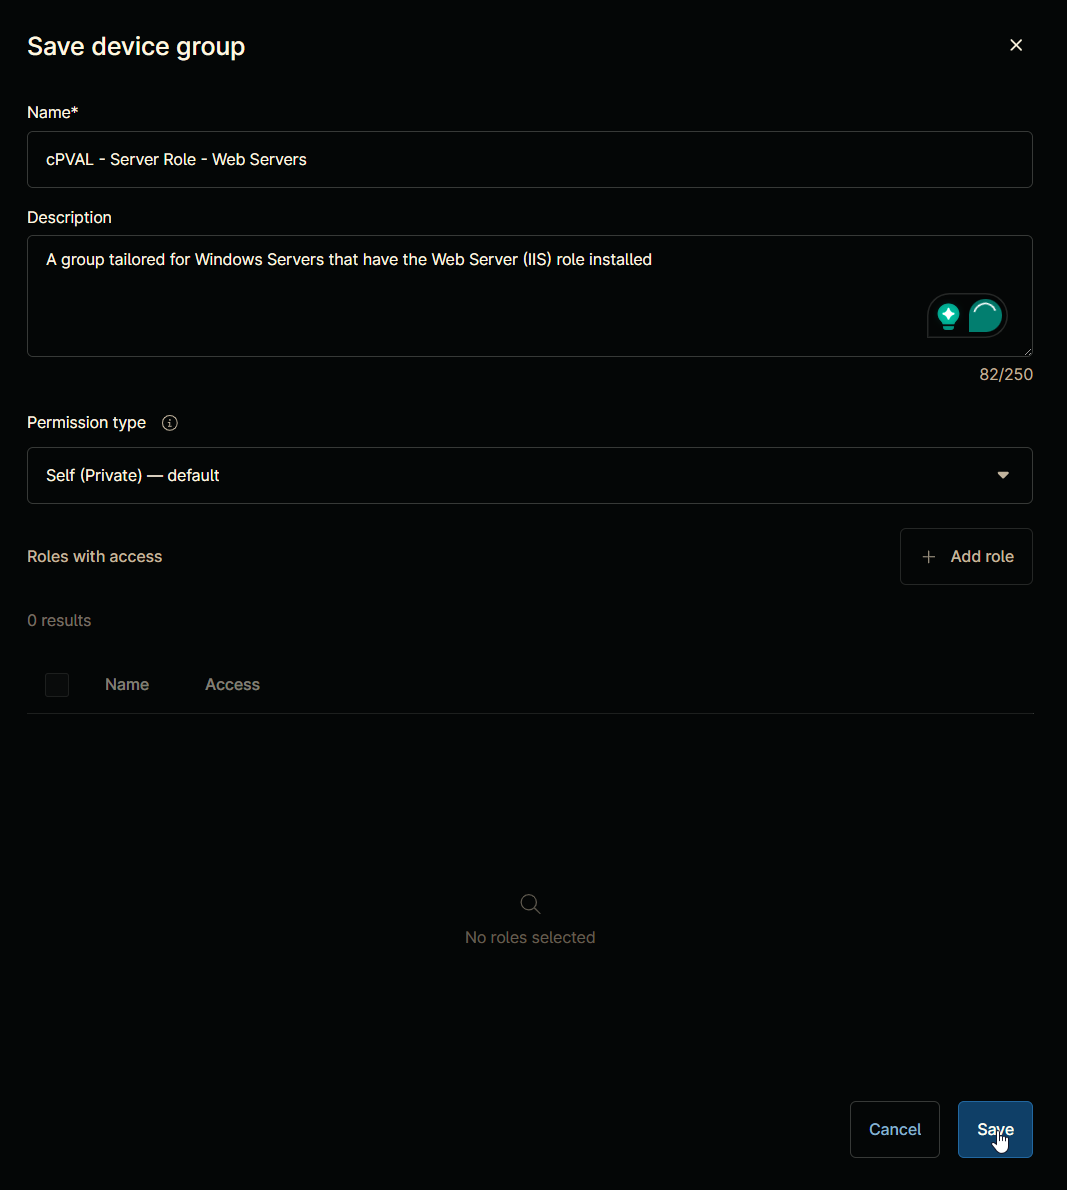 Save device group
Name*
cPVAL - Server Role - Web Servers
Description
A group tailored for Windows Servers that have the Web Server (IIS) role installed
82/250
Permission type
Self (Private) — default
Roles with access
Add role
0 results
Name Access
No roles selected
Cancel Save